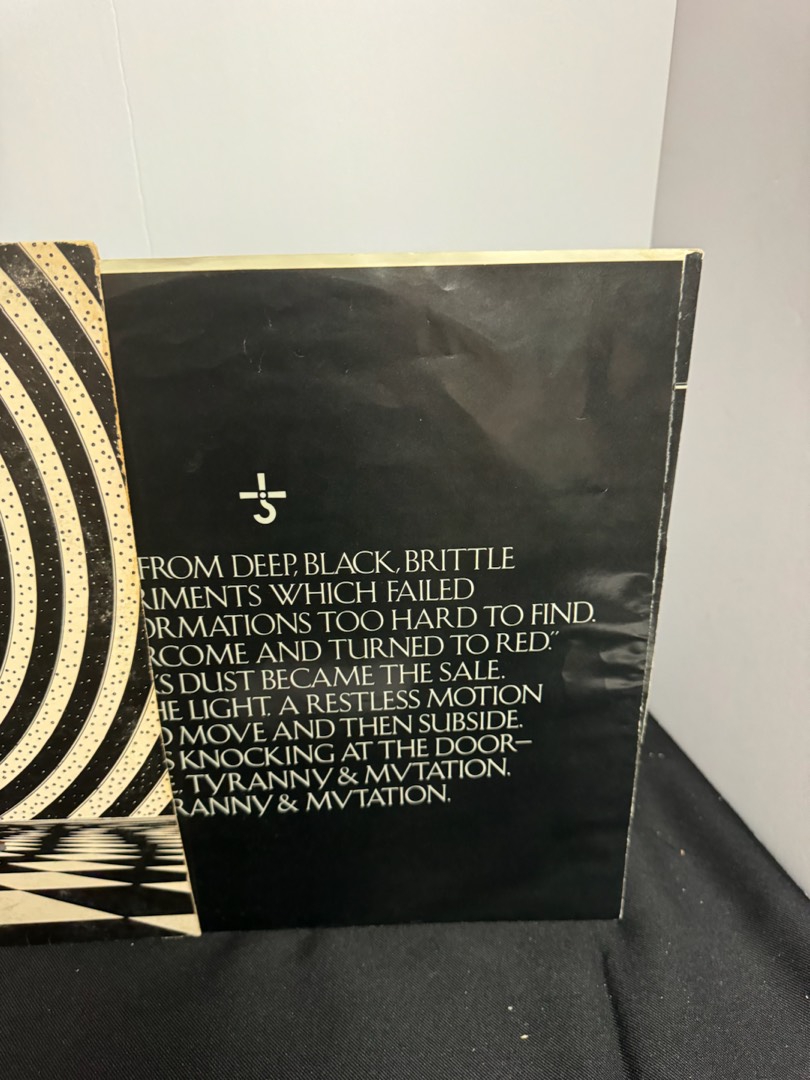 FROM DEEP, BLACK, BRITTLE
RIMENTS WHICH FAILED
ORMATIONS TOO HARD TO FIND.
RCOME AND TURNED TO RED."
S DUST BECAME THE SALE.
HE LIGHT. A RESTLESS MOTION
O MOVE AND THEN SUBSIDE.
S KNOCKING AT THE DOOR—
TYRANNY & MVTATION.
RANNY & MVTATION.